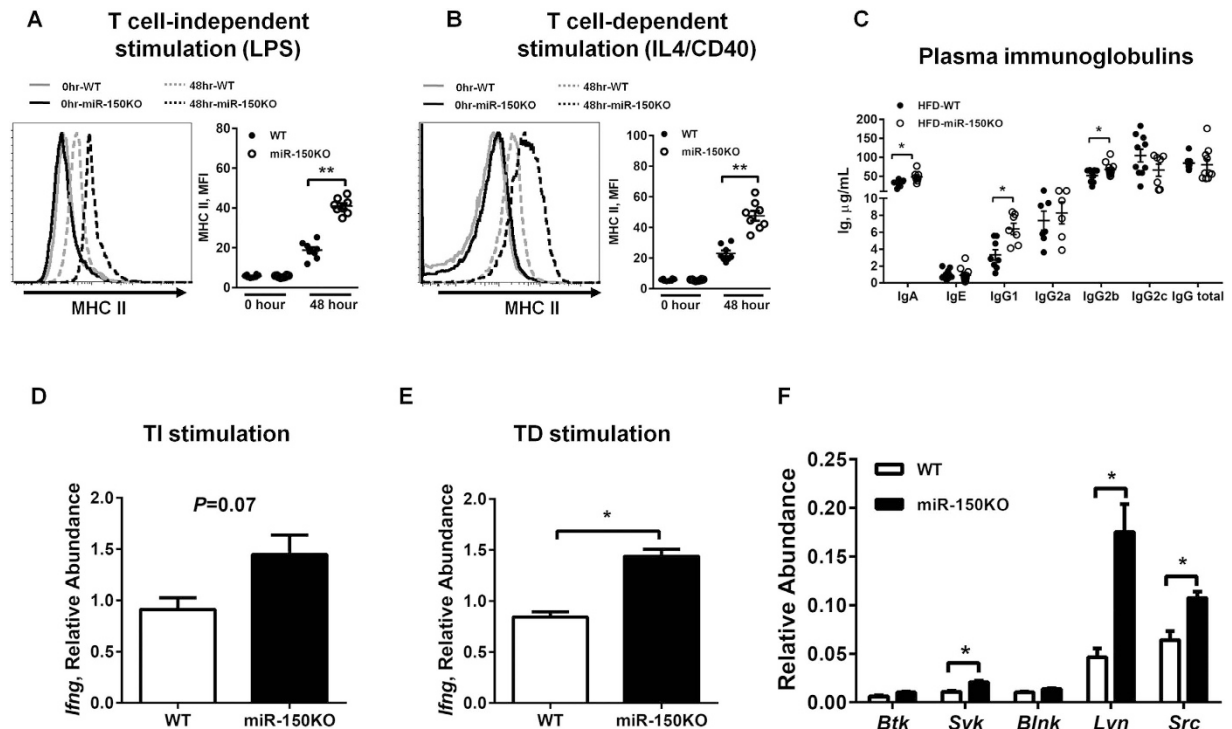 A
T cell-independent
stimulation (LPS)
0hr-WT 48hr-WT
0hr-miR-150KO 48hr-miR-150KO
MHC II
WT
miR-150KO
**
MHC II, MFI
80
60
40
20
0
0 hour 48 hour
B
T cell-dependent
stimulation (IL4/CD40)
0hr-WT 48hr-WT
0hr-miR-150KO 48hr-miR-150KO
MHC II
WT
miR-150KO
**
MHC II, MFI
100
80
60
40
20
0
0 hour 48 hour
C
Plasma immunoglobulins
HFD-WT
HFD-miR-150KO
* * *
Ig, µg/mL
200
150
100
50
10
8
6
4
2
0
IgA IgE IgG1 IgG2a IgG2b IgG2c IgG total
D
TI stimulation
P=0.07
Ifng, Relative Abundance
2.0
1.5
1.0
0.5
0.0
WT miR-150KO
E
TD stimulation
*
Ifng, Relative Abundance
2.0
1.5
1.0
0.5
0.0
WT miR-150KO
F
WT
miR-150KO
* * *
Relative Abundance
0.25
0.20
0.15
0.10
0.05
0.00
Btk Syk Blnk Lyn Src